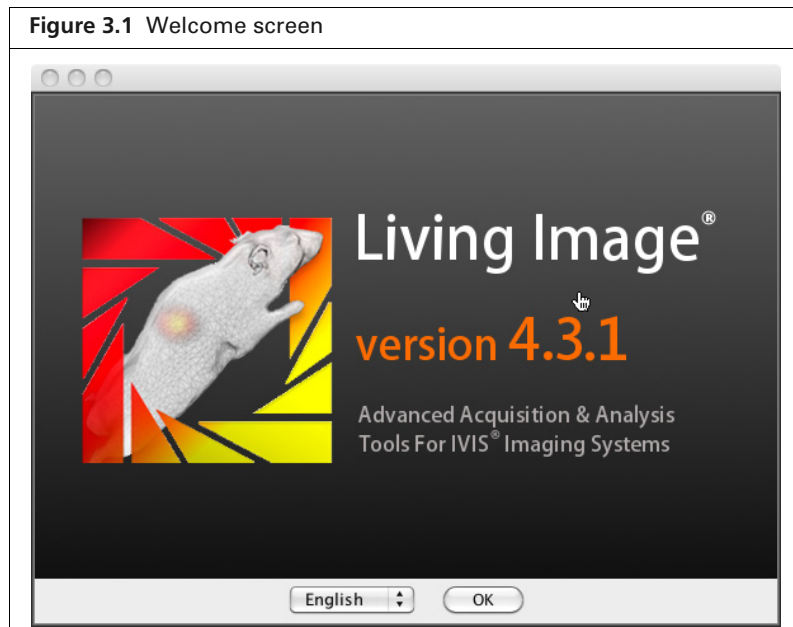 Figure 3.1 Welcome screen
Living Image®
version 4.3.1
Advanced Acquisition & Analysis
Tools For IVIS® Imaging Systems
English
OK